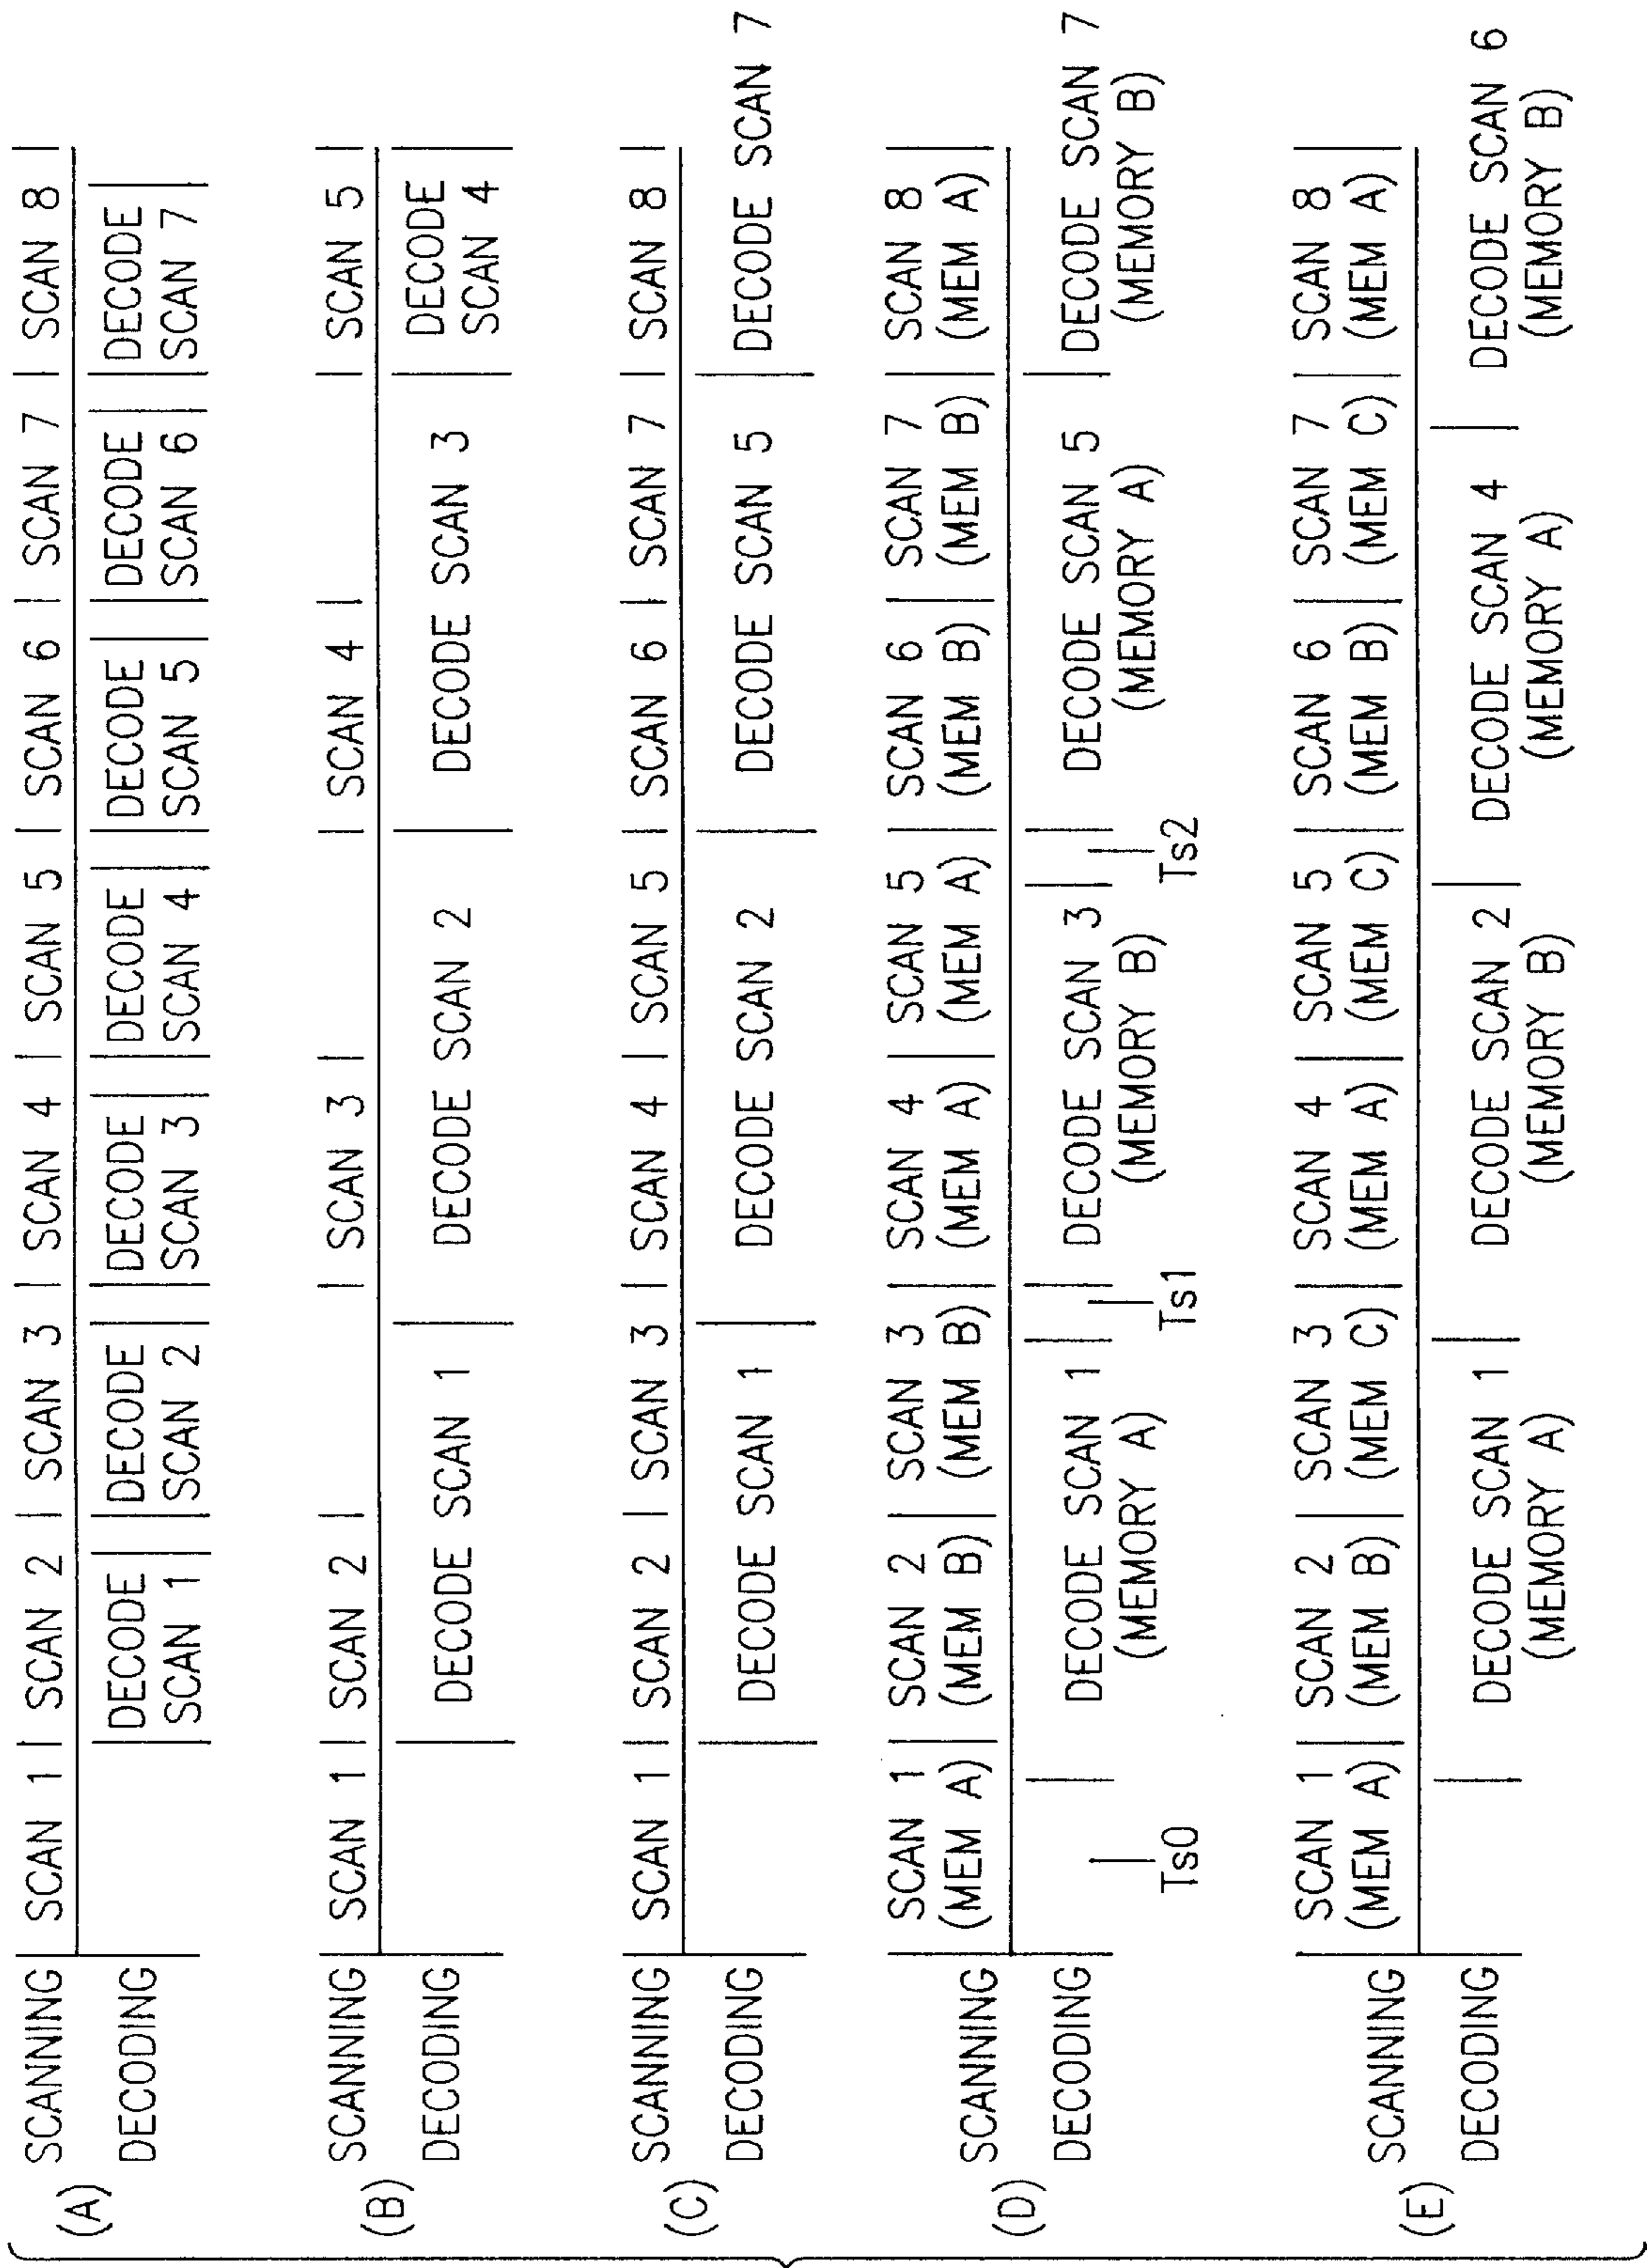 (A)
SCANNING SCAN 1 SCAN 2 SCAN 3 SCAN 4 SCAN 5 SCAN 6 SCAN 7 SCAN 8
DECODING DECODE DECODE DECODE DECODE DECODE DECODE DECODE
SCAN 1 SCAN 2 SCAN 3 SCAN 4 SCAN 5 SCAN 6 SCAN 7
(B)
SCANNING SCAN 1 SCAN 2 SCAN 3 SCAN 4 SCAN 5
DECODING DECODE SCAN 1 DECODE SCAN 2 DECODE SCAN 3 DECODE
SCAN 4
(C)
SCANNING SCAN 1 SCAN 2 SCAN 3 SCAN 4 SCAN 5 SCAN 6 SCAN 7 SCAN 8
DECODING DECODE SCAN 1 DECODE SCAN 2 DECODE SCAN 5 DECODE SCAN 7
(D)
SCANNING SCAN 1 SCAN 2 SCAN 3 SCAN 4 SCAN 5 SCAN 6 SCAN 7 SCAN 8
(MEM A) (MEM B) (MEM B) (MEM A) (MEM A) (MEM B) (MEM B) (MEM A)
DECODING DECODE SCAN 1 DECODE SCAN 3 DECODE SCAN 5 DECODE SCAN 7
(MEMORY A) (MEMORY B) (MEMORY A) (MEMORY B)
Ts0 Ts1 Ts2
(E)
SCANNING SCAN 1 SCAN 2 SCAN 3 SCAN 4 SCAN 5 SCAN 6 SCAN 7 SCAN 8
(MEM A) (MEM B) (MEM C) (MEM A) (MEM C) (MEM B) (MEM C) (MEM A)
DECODING DECODE SCAN 1 DECODE SCAN 2 DECODE SCAN 4 DECODE SCAN 6
(MEMORY A) (MEMORY B) (MEMORY A) (MEMORY B)